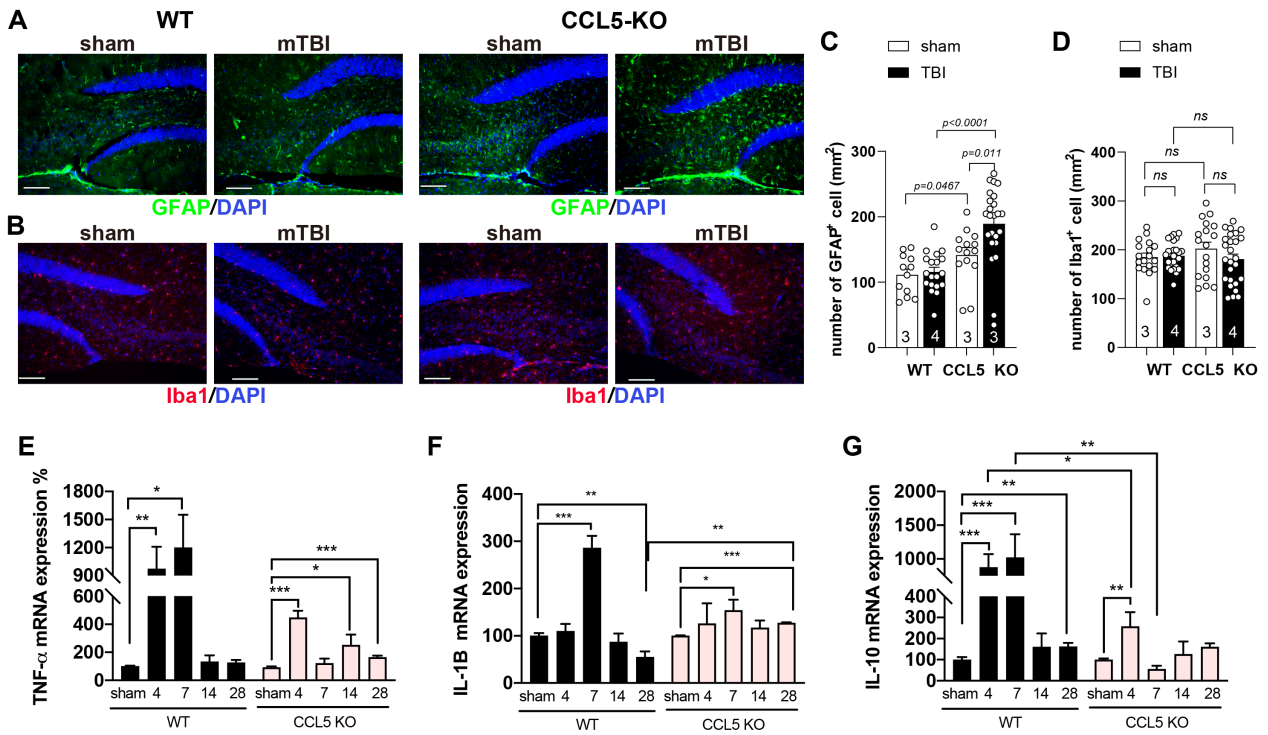 A
WT
CCL5-KO
sham
mTBI
sham
mTBI
GFAP/DAPI
GFAP/DAPI
B
sham
mTBI
sham
mTBI
Iba1/DAPI
Iba1/DAPI
C
sham
TBI
number of GFAP⁺ cell (mm²)
300
200
100
0
p<0.0001
p=0.011
p=0.0467
3
4
3
3
WT
CCL5 KO
D
sham
TBI
number of Iba1⁺ cell (mm²)
400
300
200
100
0
ns
ns
ns
ns
3
4
3
4
WT
CCL5 KO
E
TNF-α mRNA expression %
1800
1500
1200
900
600
400
200
0
*
**
***
*
***
sham 4 7 14 28
sham 4 7 14 28
WT
CCL5 KO
F
IL-1B mRNA expression
400
300
200
100
0
**
***
**
***
*
sham 4 7 14 28
sham 4 7 14 28
WT
CCL5 KO
G
IL-10 mRNA expression
2000
1500
1000
400
300
200
100
0
**
*
**
***
***
**
sham 4 7 14 28
sham 4 7 14 28
WT
CCL5 KO